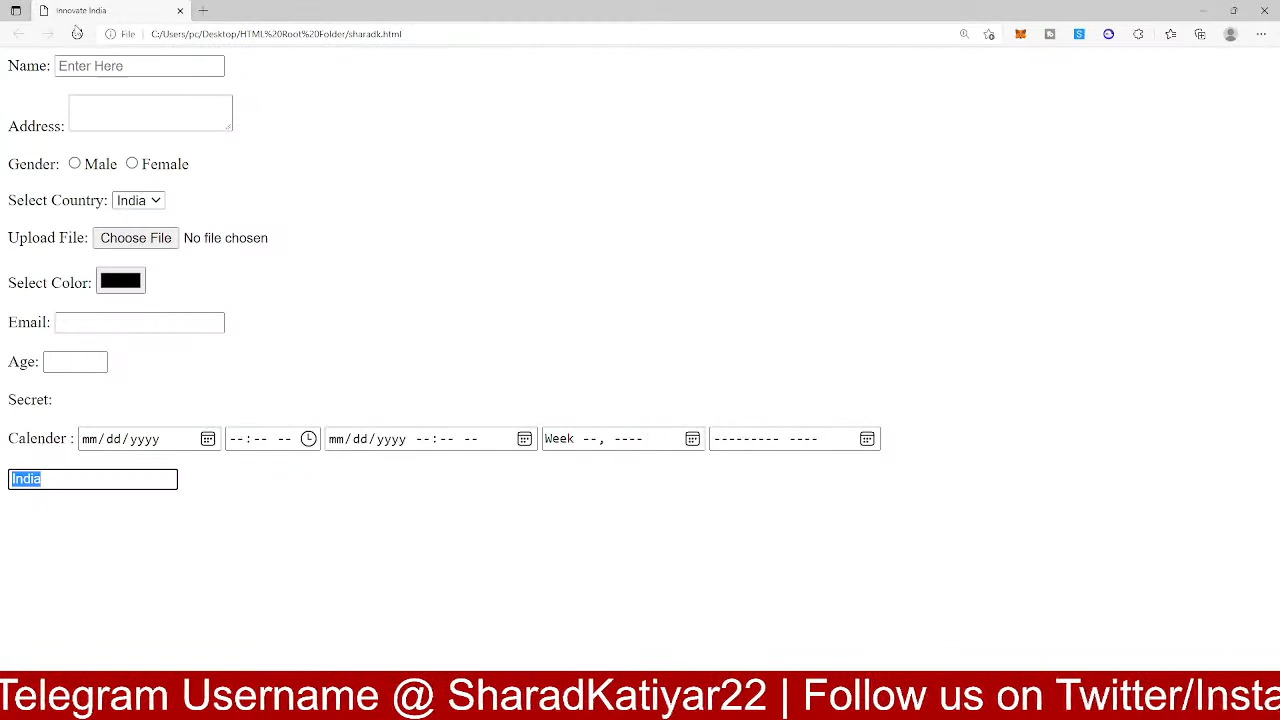 Innovate India
File C:/Users/pc/Desktop/HTML%20Root%20Folder/sharadk.html
Name: Enter Here
Address:
Gender: Male Female
Select Country: India
Upload File: Choose File No file chosen
Select Color:
Email:
Age:
Secret:
Calender : mm/dd/yyyy --:-- -- mm/dd/yyyy --:-- -- Week --, ---- --------- ----
India
Telegram Username @ SharadKatiyar22 | Follow us on Twitter/Insta